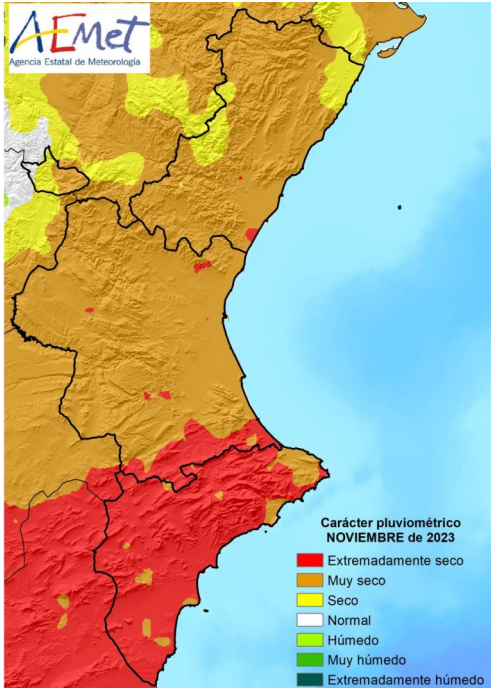 AEMet
Agencia Estatal de Meteorología
Carácter pluviométrico
NOVIEMBRE de 2023
Extremadamente seco
Muy seco
Seco
Normal
Húmedo
Muy húmedo
Extremadamente húmedo